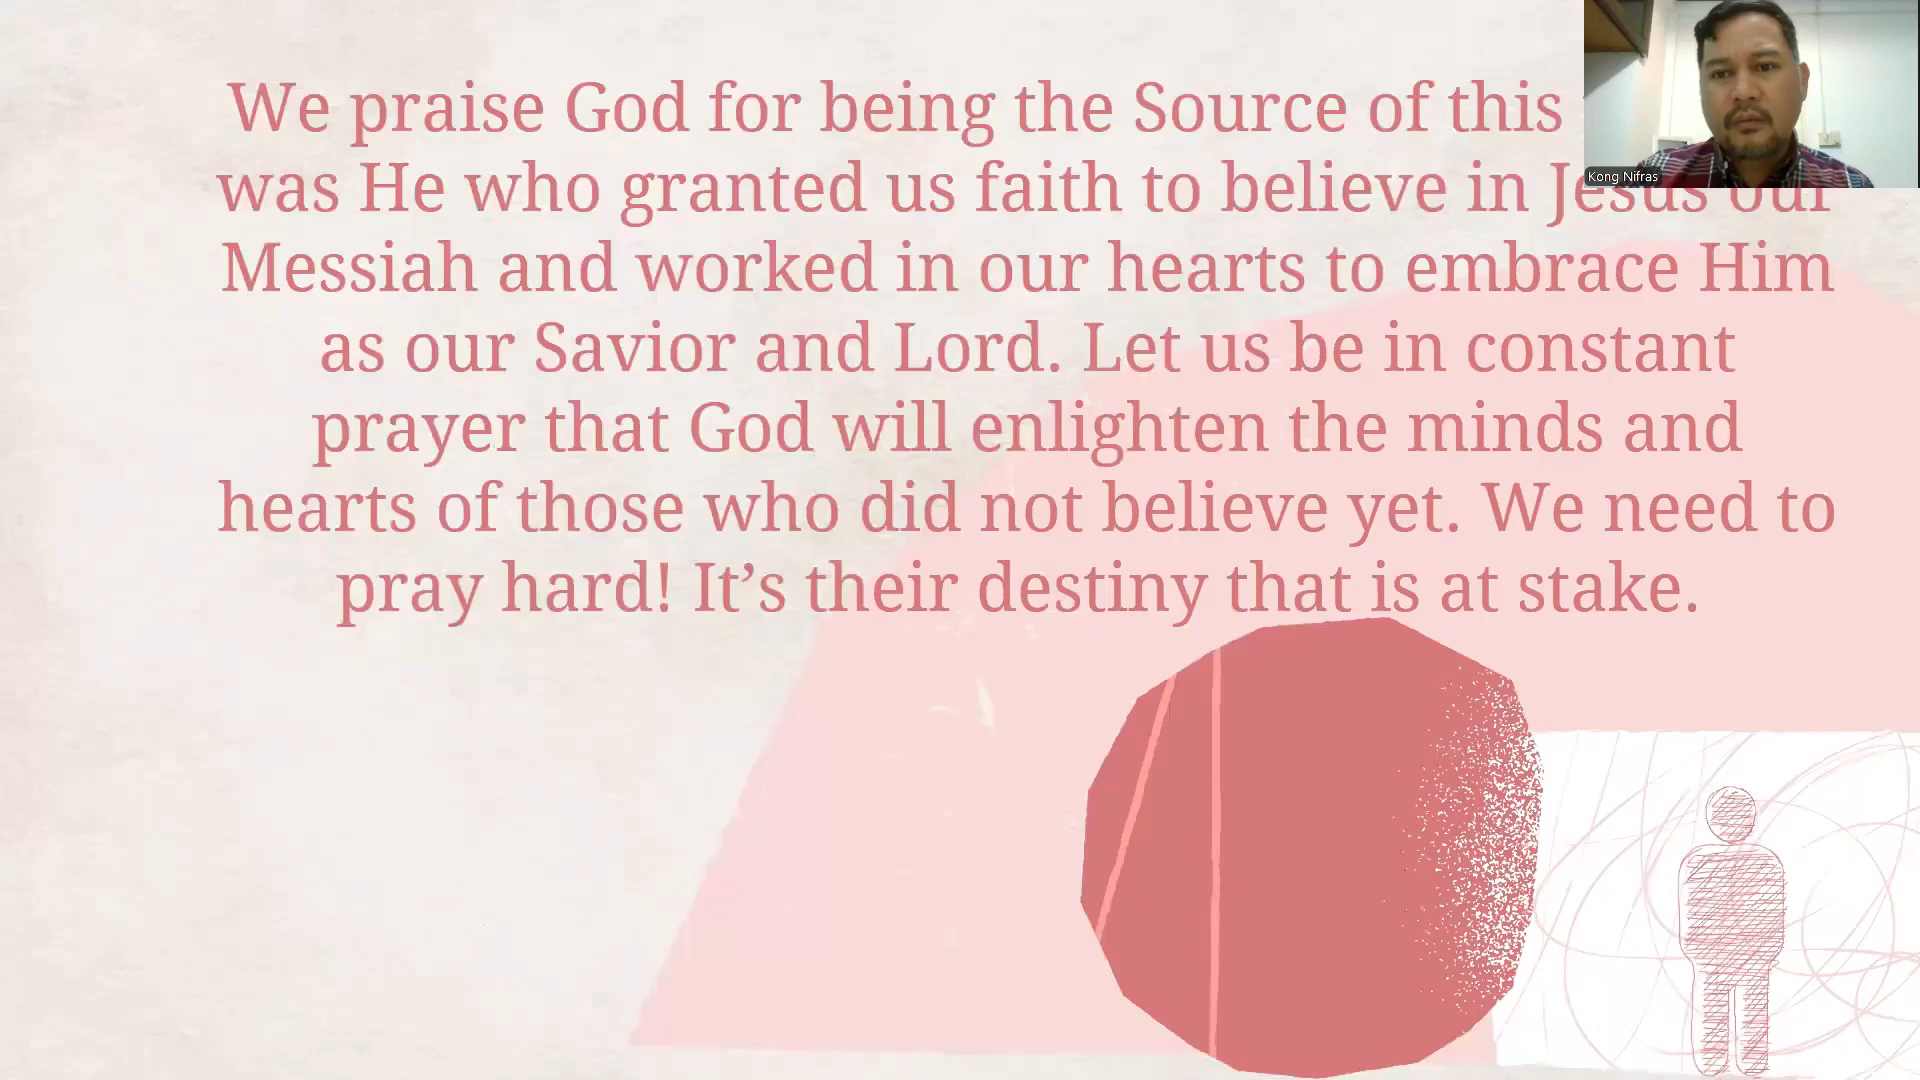 We praise God for being the Source of this
was He who granted us faith to believe in Jesus our
Messiah and worked in our hearts to embrace Him
as our Savior and Lord. Let us be in constant
prayer that God will enlighten the minds and
hearts of those who did not believe yet. We need to
pray hard! It’s their destiny that is at stake.
Kong Nifras